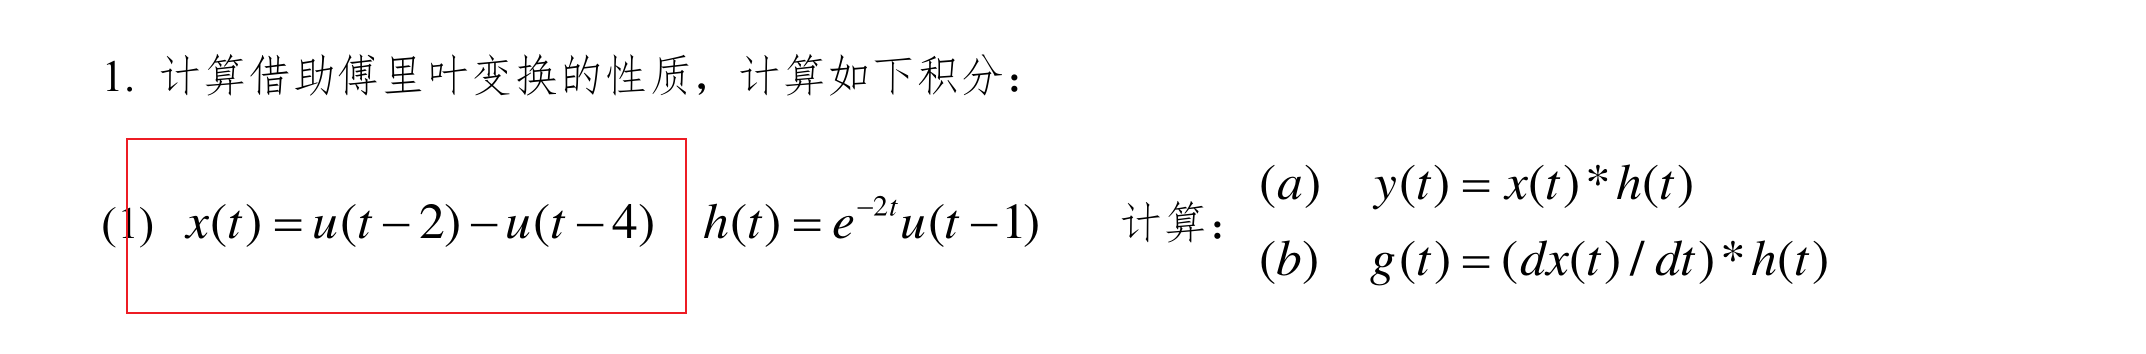 1. 计算借助傅里叶变换的性质，计算如下积分：
(1) x(t) = u(t − 2) − u(t − 4) h(t) = e^{−2t}u(t −1) 计算：
(a) y(t) = x(t) * h(t)
(b) g(t) = (dx(t) / dt) * h(t)